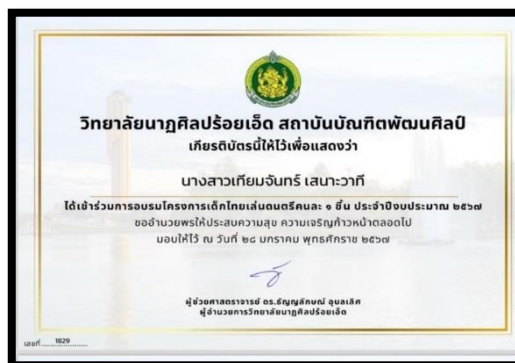 วิทยาลัยนาฏศิลปร้อยเอ็ด สถาบันบัณฑิตพัฒนศิลป์
เกียรติบัตรนี้ให้ไว้เพื่อแสดงว่า
นางสาวเทียมจันทร์ เสนาะวาที
ได้เข้าร่วมการอบรมโครงการเด็กไทยเล่นดนตรีคนละ ๑ ชิ้น ประจำปีงบประมาณ ๒๕๖๗
ขออำนวยพรให้ประสบความสุข ความเจริญก้าวหน้าตลอดไป
มอบให้ไว้ ณ วันที่ ๒๘ มกราคม พุทธศักราช ๒๕๖๗
ผู้ช่วยศาสตราจารย์ ดร.ธัญญลักษณ์ อุบลเลิศ
ผู้อำนวยการวิทยาลัยนาฏศิลปร้อยเอ็ด
เลขที่ 1829